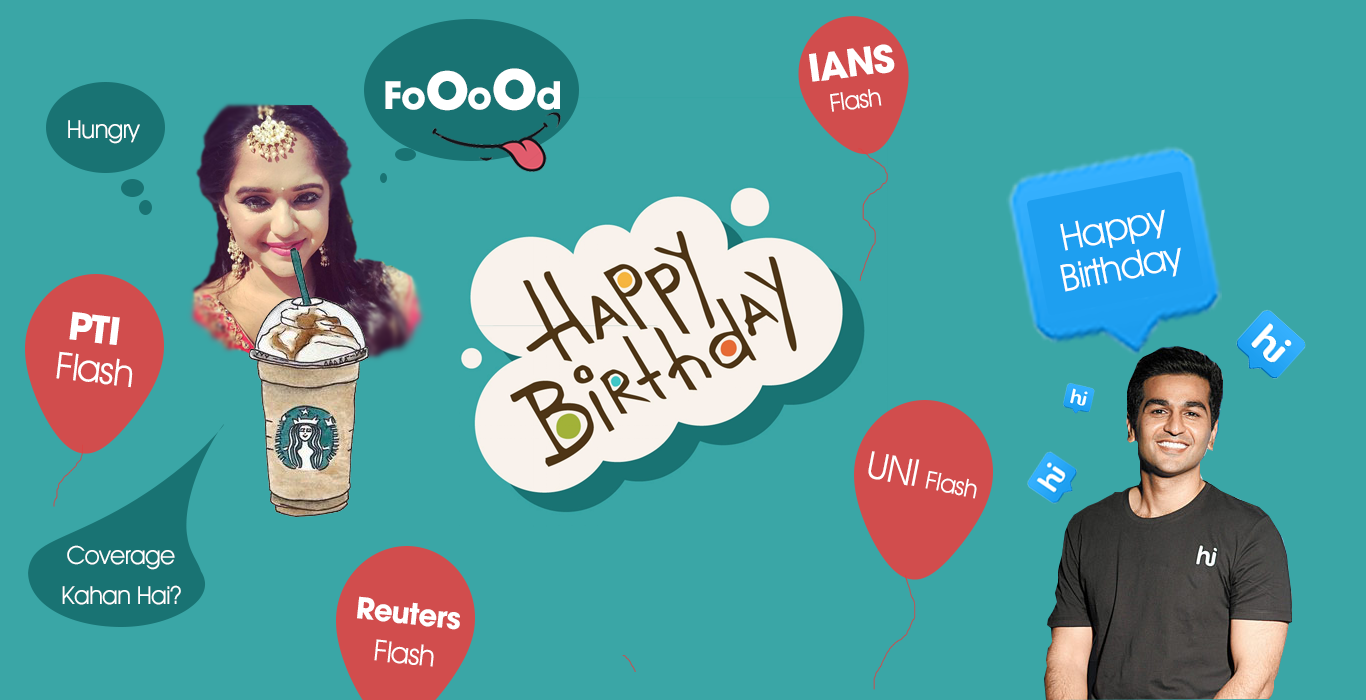 Hungry
FoOoOd
IANS
Flash
Happy
Birthday
HAPPY
BiRthdAY
PTI
Flash
hi
hi
hi
UNI Flash
Coverage
Kahan Hai?
hi
Reuters
Flash